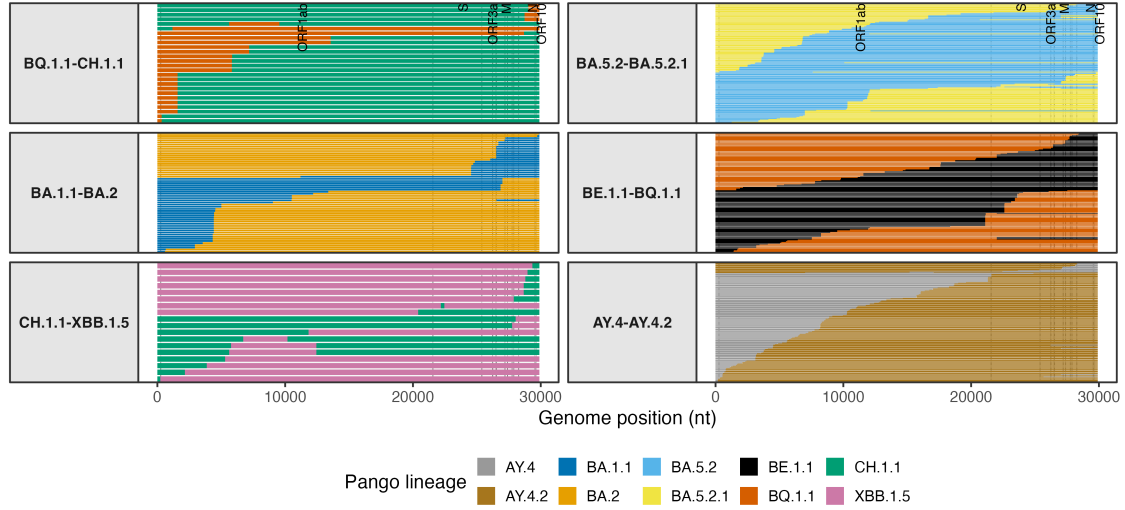 ORF1ab S ORF3a M N ORF10
ORF1ab S ORF3a M N ORF10
BQ.1.1-CH.1.1
BA.5.2-BA.5.2.1
BA.1.1-BA.2
BE.1.1-BQ.1.1
CH.1.1-XBB.1.5
AY.4-AY.4.2
0 10000 20000 30000
0 10000 20000 30000
Genome position (nt)
Pango lineage
AY.4 BA.1.1 BA.5.2 BE.1.1 CH.1.1
AY.4.2 BA.2 BA.5.2.1 BQ.1.1 XBB.1.5